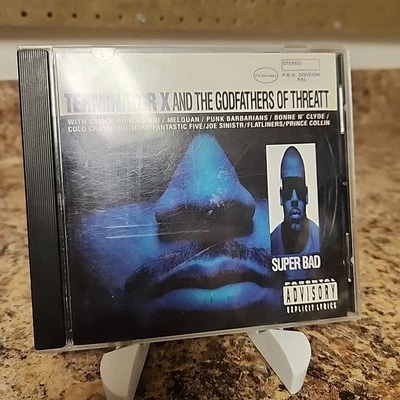 STEREO
P.R.O. DIVISION
RAL
TERMINATOR X AND THE GODFATHERS OF THREATT
MELQUAN / PUNK BARBARIANS / BONNE N' CLYDE /
COLD CRUSH BROTHERS/FANTASTIC FIVE/JOE SINISTR/FLATLINERS/PRINCE COLLIN
SUPER BAD
PARENTAL
ADVISORY
EXPLICIT LYRICS